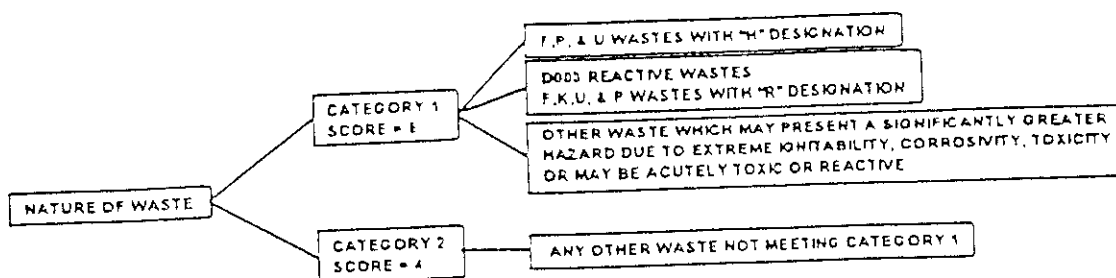 F,P, & U WASTES WITH "H" DESIGNATION
D003 REACTIVE WASTES
F,K,U, & P WASTES WITH "R" DESIGNATION
CATEGORY 1
SCORE = 8
OTHER WASTE WHICH MAY PRESENT A SIGNIFICANTLY GREATER
HAZARD DUE TO EXTREME IGNITABILITY, CORROSIVITY, TOXICITY
OR MAY BE ACUTELY TOXIC OR REACTIVE
NATURE OF WASTE
CATEGORY 2
SCORE = 4
ANY OTHER WASTE NOT MEETING CATEGORY 1